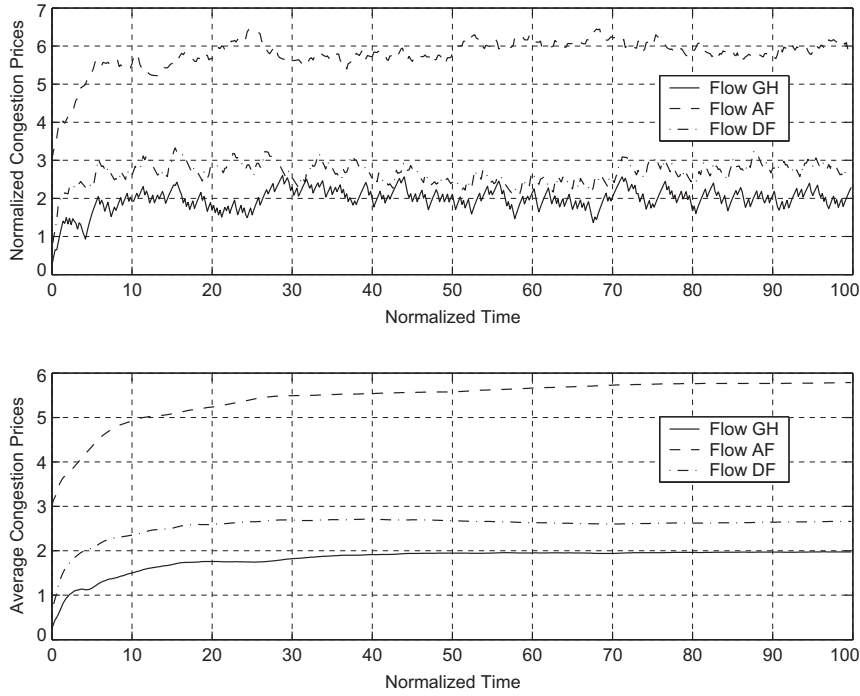 Normalized Congestion Prices
7
6
5
4
3
2
1
0
Flow GH
Flow AF
Flow DF
0 10 20 30 40 50 60 70 80 90 100
Normalized Time
Average Congestion Prices
6
5
4
3
2
1
0
Flow GH
Flow AF
Flow DF
0 10 20 30 40 50 60 70 80 90 100
Normalized Time